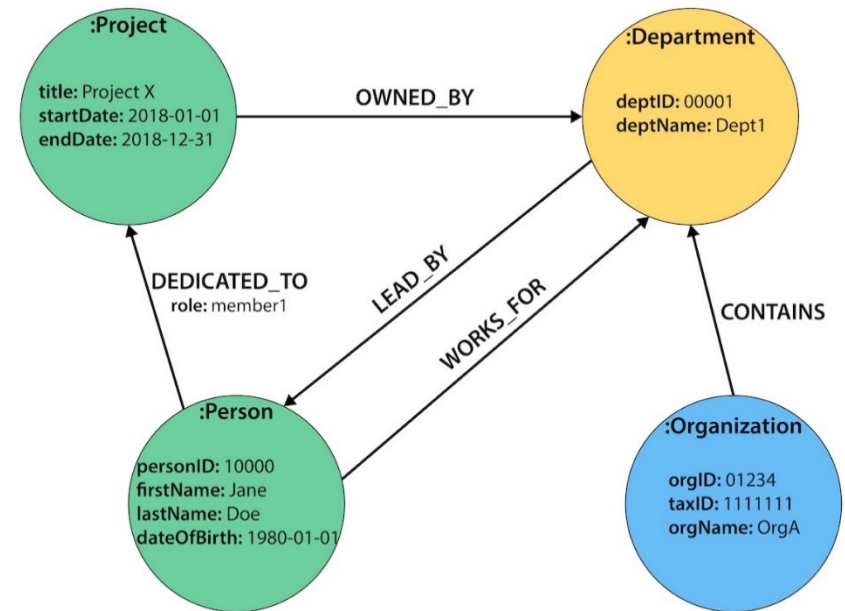 :Project
title: Project X
startDate: 2018-01-01
endDate: 2018-12-31
OWNED_BY
:Department
deptID: 00001
deptName: Dept1
DEDICATED_TO
role: member1
LEAD_BY
WORKS_FOR
CONTAINS
:Person
personID: 10000
firstName: Jane
lastName: Doe
dateOfBirth: 1980-01-01
:Organization
orgID: 01234
taxID: 1111111
orgName: OrgA